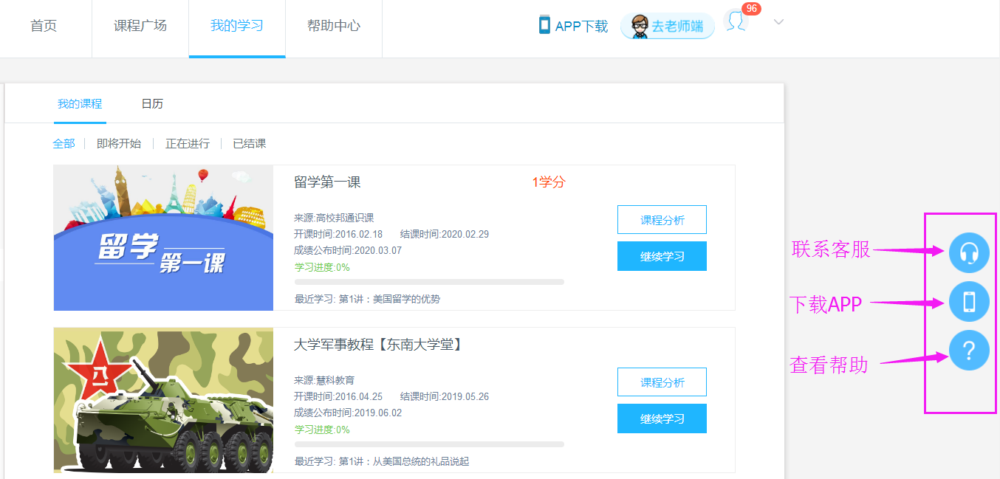 首页 课程广场 我的学习 帮助中心 APP下载 去老师端 96
我的课程 日历
全部 即将开始 正在进行 已结课
留学
第一课
留学第一课 1学分
来源:高校邦通识课
开课时间:2016.02.18 结课时间:2020.02.29
成绩公布时间:2020.03.07
学习进度:0%
最近学习: 第1讲：美国留学的优势
课程分析
继续学习
八一
大学军事教程【东南大学堂】
来源:慧科教育
开课时间:2016.04.25 结课时间:2019.05.26
成绩公布时间:2019.06.02
学习进度:0%
最近学习: 第1讲：从美国总统的礼品说起
课程分析
继续学习
联系客服
下载APP
查看帮助
?